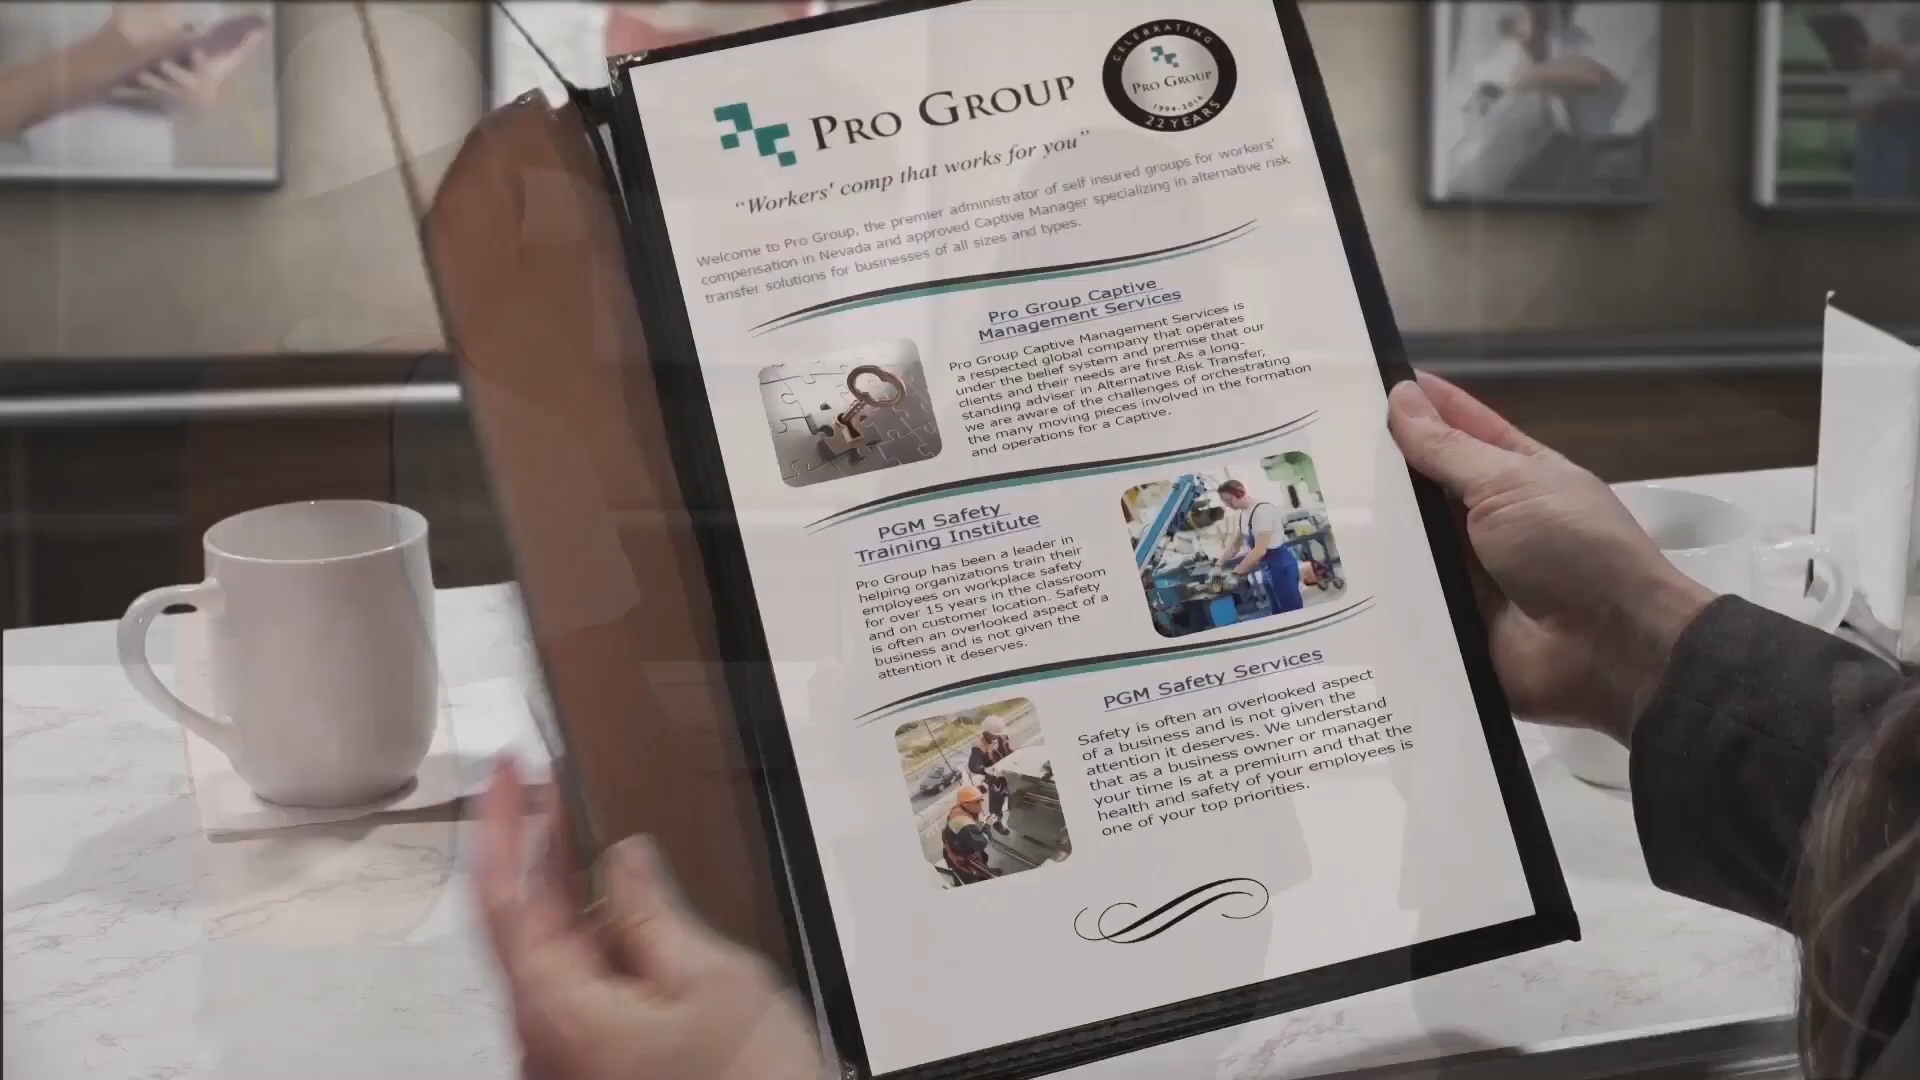 PRO GROUP
CELEBRATING
PRO GROUP
1994-2016
22 YEARS
“Workers' comp that works for you”
Welcome to Pro Group, the premier administrator of self insured groups for workers'
compensation in Nevada and approved Captive Manager specializing in alternative risk
transfer solutions for businesses of all sizes and types.
Pro Group Captive
Management Services
Pro Group Captive Management Services is
a respected global company that operates
under the belief system and premise that our
clients and their needs are first.As a long-
standing adviser in Alternative Risk Transfer,
we are aware of the challenges of orchestrating
the many moving pieces involved in the formation
and operations for a Captive.
PGM Safety
Training Institute
Pro Group has been a leader in
helping organizations train their
employees on workplace safety
for over 15 years in the classroom
and on customer location. Safety
is often an overlooked aspect of a
business and is not given the
attention it deserves.
PGM Safety Services
Safety is often an overlooked aspect
of a business and is not given the
attention it deserves. We understand
that as a business owner or manager
your time is at a premium and that the
health and safety of your employees is
one of your top priorities.